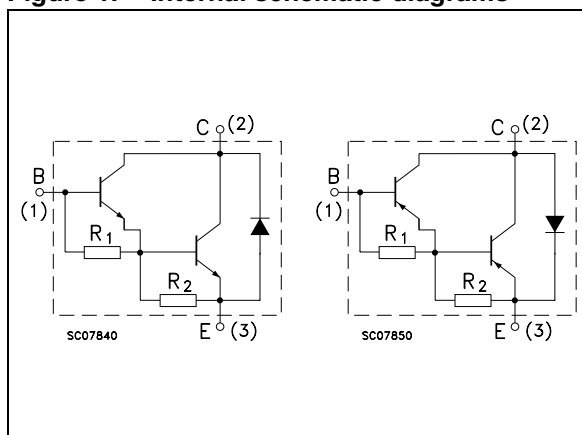 Figure 1. Internal schematic diagrams
C (2)
B
(1)
R1
R2
SC07840
E (3)
C (2)
B
(1)
R1
R2
SC07850
E (3)